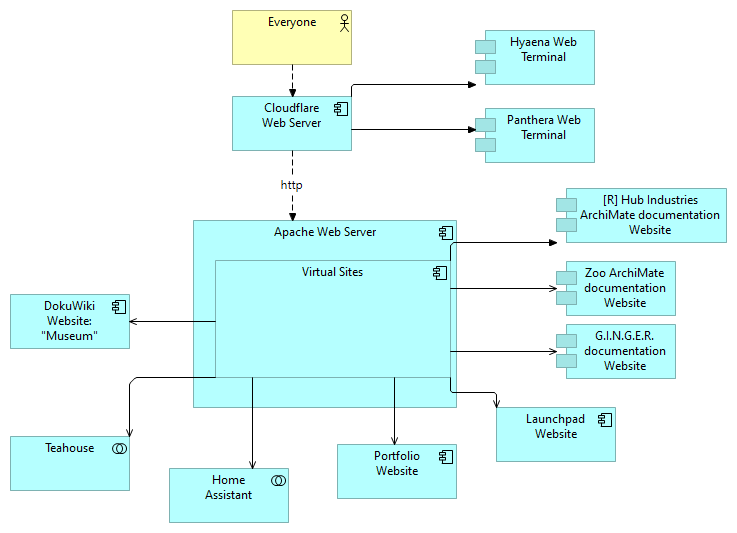 Everyone
Hyaena Web
Terminal
Cloudflare
Web Server
Panthera Web
Terminal
http
[R] Hub Industries
ArchiMate documentation
Website
Apache Web Server
Virtual Sites
Zoo ArchiMate
documentation
Website
DokuWiki
Website:
"Museum"
G.I.N.G.E.R.
documentation
Website
Launchpad
Website
Teahouse
Portfolio
Website
Home
Assistant